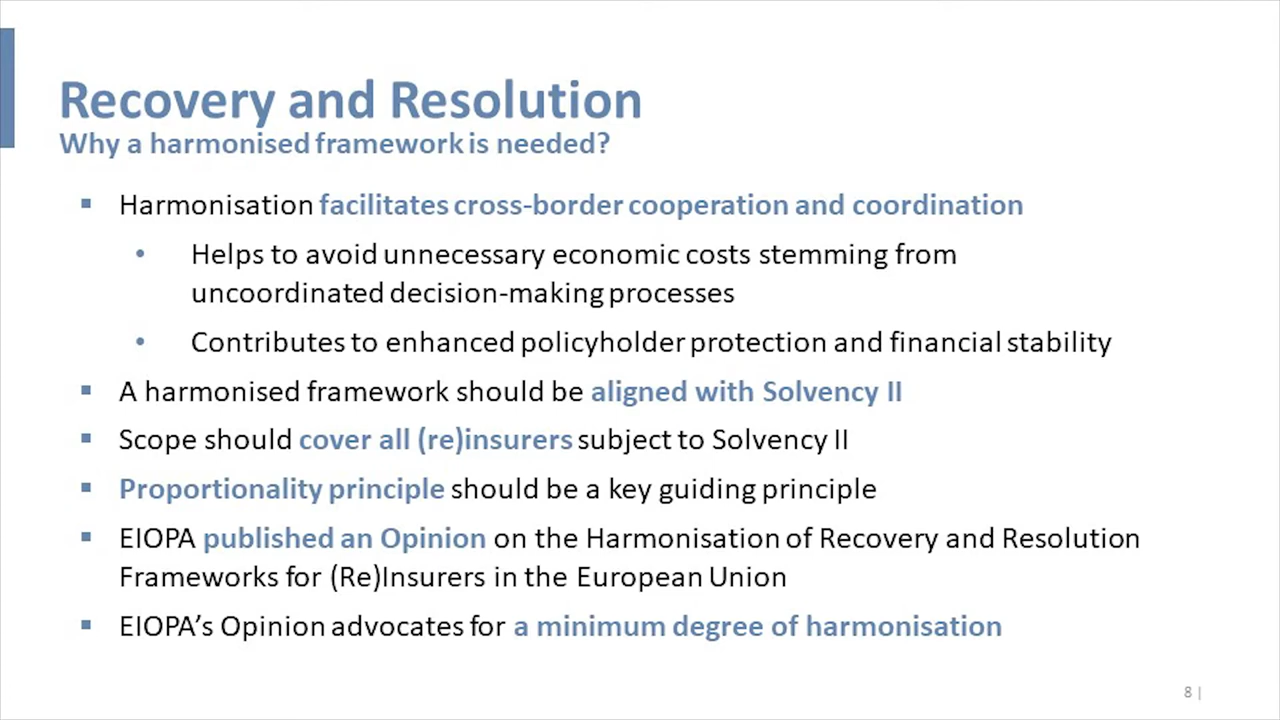 Recovery and Resolution
Why a harmonised framework is needed?
▪ Harmonisation facilitates cross-border cooperation and coordination
• Helps to avoid unnecessary economic costs stemming from
uncoordinated decision-making processes
• Contributes to enhanced policyholder protection and financial stability
▪ A harmonised framework should be aligned with Solvency II
▪ Scope should cover all (re)insurers subject to Solvency II
▪ Proportionality principle should be a key guiding principle
▪ EIOPA published an Opinion on the Harmonisation of Recovery and Resolution
Frameworks for (Re)Insurers in the European Union
▪ EIOPA’s Opinion advocates for a minimum degree of harmonisation
8 |